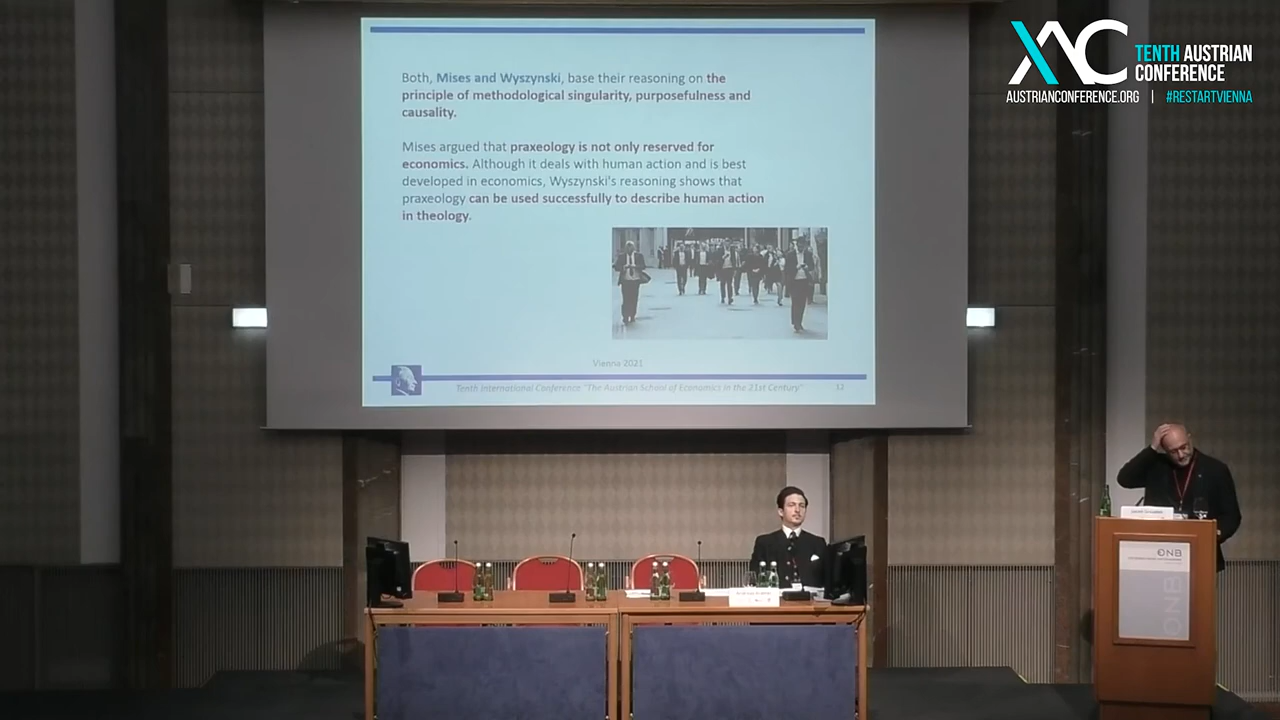 Both, Mises and Wyszynski, base their reasoning on the
principle of methodological singularity, purposefulness and
causality.
Mises argued that praxeology is not only reserved for
economics. Although it deals with human action and is best
developed in economics, Wyszynski's reasoning shows that
praxeology can be used successfully to describe human action
in theology.
Vienna 2021
Tenth International Conference "The Austrian School of Economics in the 21st Century"
12
XAC
TENTH AUSTRIAN
CONFERENCE
AUSTRIANCONFERENCE.ORG | #RESTARTVIENNA
ONB
ONB